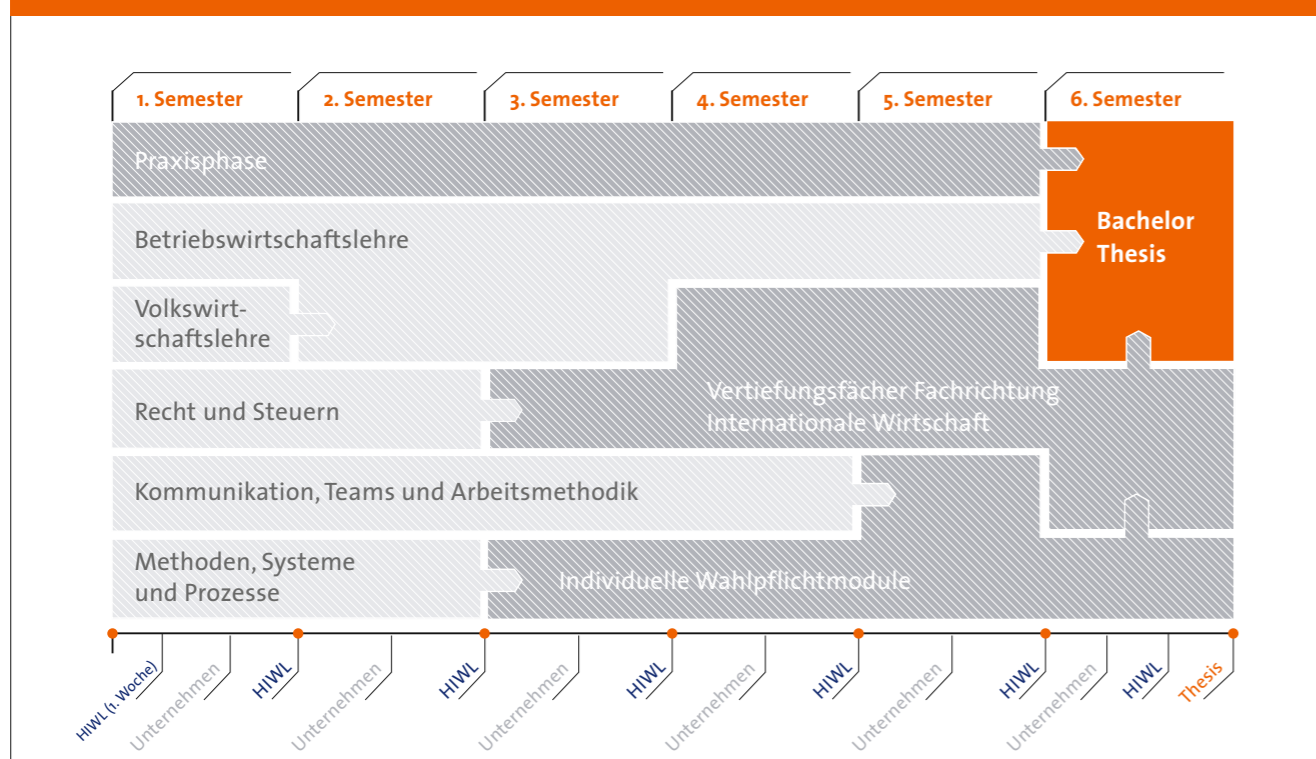 1. Semester
2. Semester
3. Semester
4. Semester
5. Semester
6. Semester
Praxisphase
Betriebswirtschaftslehre
Bachelor
Thesis
Volkswirt-
schaftslehre
Recht und Steuern
Vertiefungsfächer Fachrichtung
Internationale Wirtschaft
Kommunikation, Teams und Arbeitsmethodik
Methoden, Systeme
und Prozesse
Individuelle Wahlpflichtmodule
HIWL (1. Woche)
Unternehmen
HIWL
Unternehmen
HIWL
Unternehmen
HIWL
Unternehmen
HIWL
Unternehmen
HIWL
Unternehmen
HIWL
Thesis